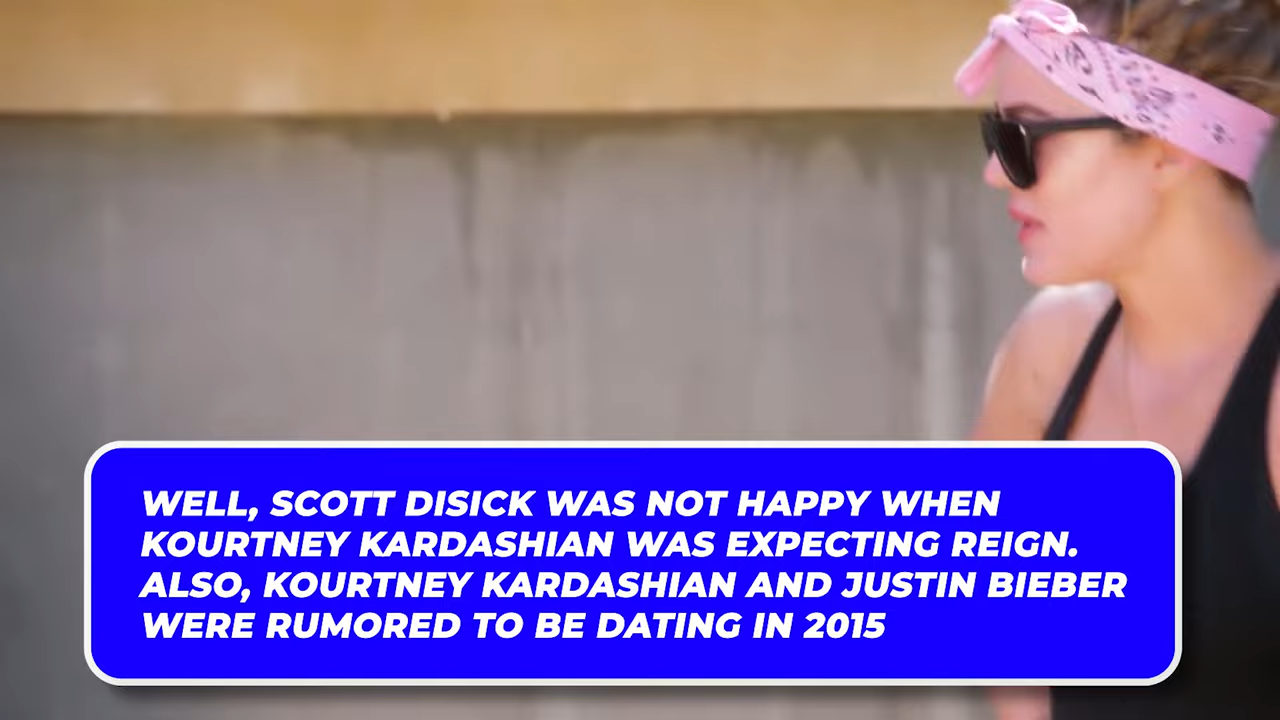 WELL, SCOTT DISICK WAS NOT HAPPY WHEN
KOURTNEY KARDASHIAN WAS EXPECTING REIGN.
ALSO, KOURTNEY KARDASHIAN AND JUSTIN BIEBER
WERE RUMORED TO BE DATING IN 2015